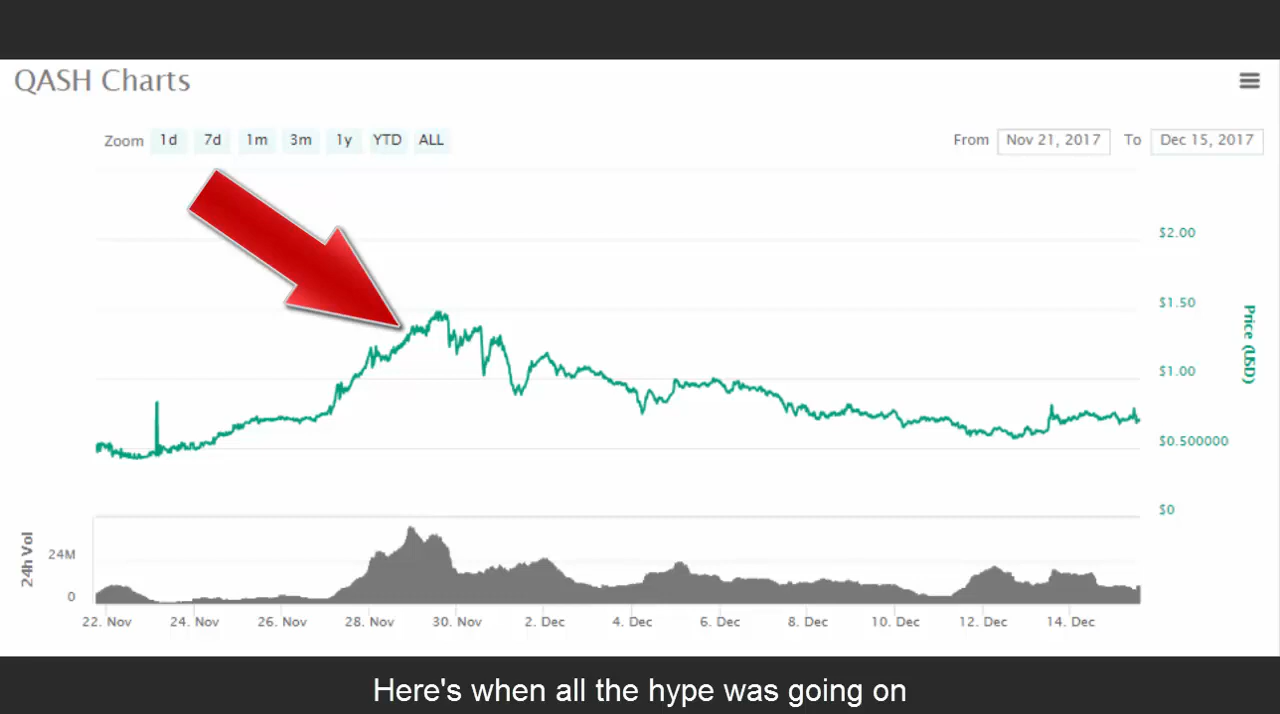 QASH Charts
Zoom 1d 7d 1m 3m 1y YTD ALL
From Nov 21, 2017 To Dec 15, 2017
$2.00
$1.50
$1.00
$0.500000
$0
Price (USD)
24h Vol
24M
0
22. Nov 24. Nov 26. Nov 28. Nov 30. Nov 2. Dec 4. Dec 6. Dec 8. Dec 10. Dec 12. Dec 14. Dec
Here's when all the hype was going on